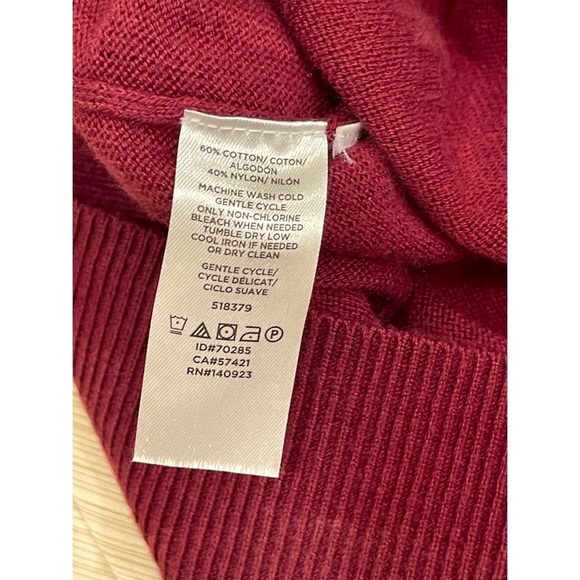 60% COTTON/ COTON/
ALGODÓN
40% NYLON/ NILÓN
MACHINE WASH COLD
GENTLE CYCLE
ONLY NON-CHLORINE
BLEACH WHEN NEEDED
TUMBLE DRY LOW
COOL IRON IF NEEDED
OR DRY CLEAN
GENTLE CYCLE/
CYCLE DÉLICAT/
CICLO SUAVE
518379
ID#70285
CA#57421
RN#140923